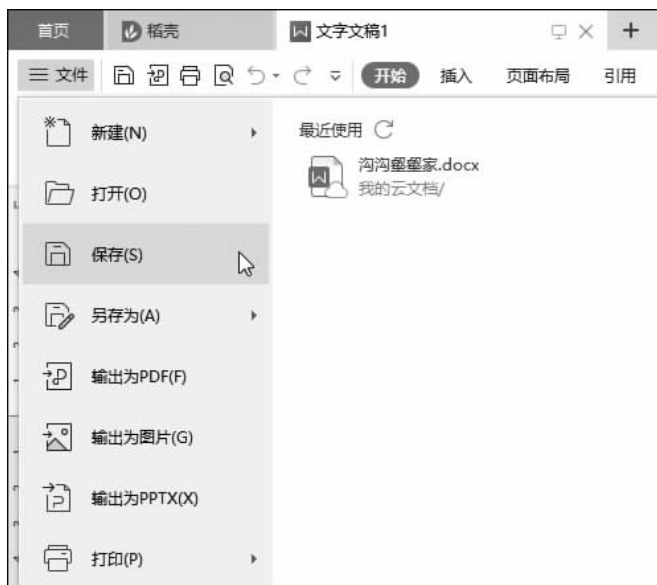 首页 稻壳 文字文稿1
文件 开始 插入 页面布局 引用
新建(N)
打开(O)
保存(S)
另存为(A)
输出为PDF(F)
输出为图片(G)
输出为PPTX(X)
打印(P)
最近使用
沟沟壑壑家.docx
我的云文档/